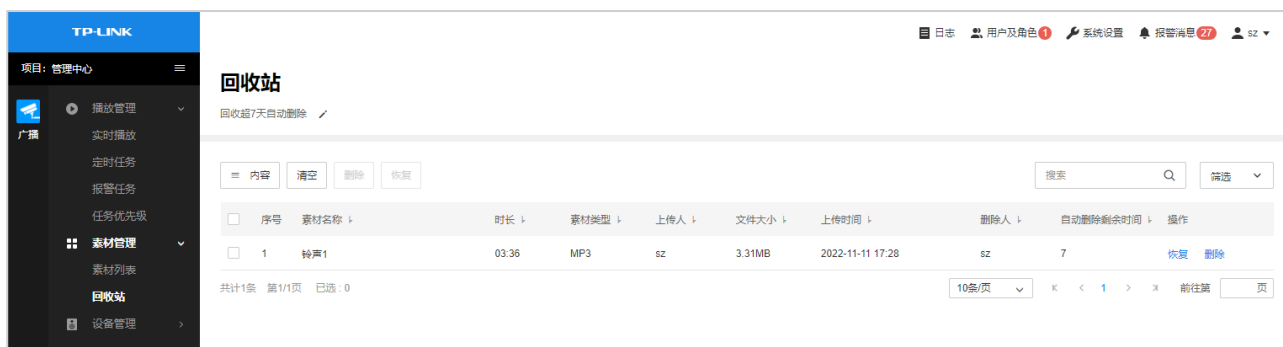 TP-LINK
日志 用户及角色 1 系统设置 报警消息 27 sz
项目：管理中心
回收站
回收超7天自动删除
广播
播放管理
实时播放
定时任务
报警任务
任务优先级
素材管理
素材列表
回收站
设备管理
内容 清空 删除 恢复 搜索 筛选
序号 素材名称 时长 素材类型 上传人 文件大小 上传时间 删除人 自动删除剩余时间 操作
1 铃声1 03:36 MP3 sz 3.31MB 2022-11-11 17:28 sz 7 恢复 删除
共计1条 第1/1页 已选：0 10条/页 1 前往第 页